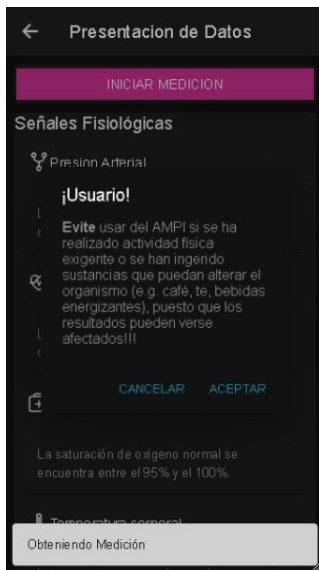 Presentacion de Datos
INICIAR MEDICION
Señales Fisiológicas
Presion Arterial
¡Usuario!
Evite usar del AMPI si se ha
realizado actividad física
exigente o se han ingerido
sustancias que puedan alterar el
organismo (e.g. café, te, bebidas
energizantes), puesto que los
resultados pueden verse
afectados!!!
CANCELAR ACEPTAR
La saturación de oxígeno normal se
encuentra entre el 95% y el 100%.
Temperatura corporal
Obteniendo Medición